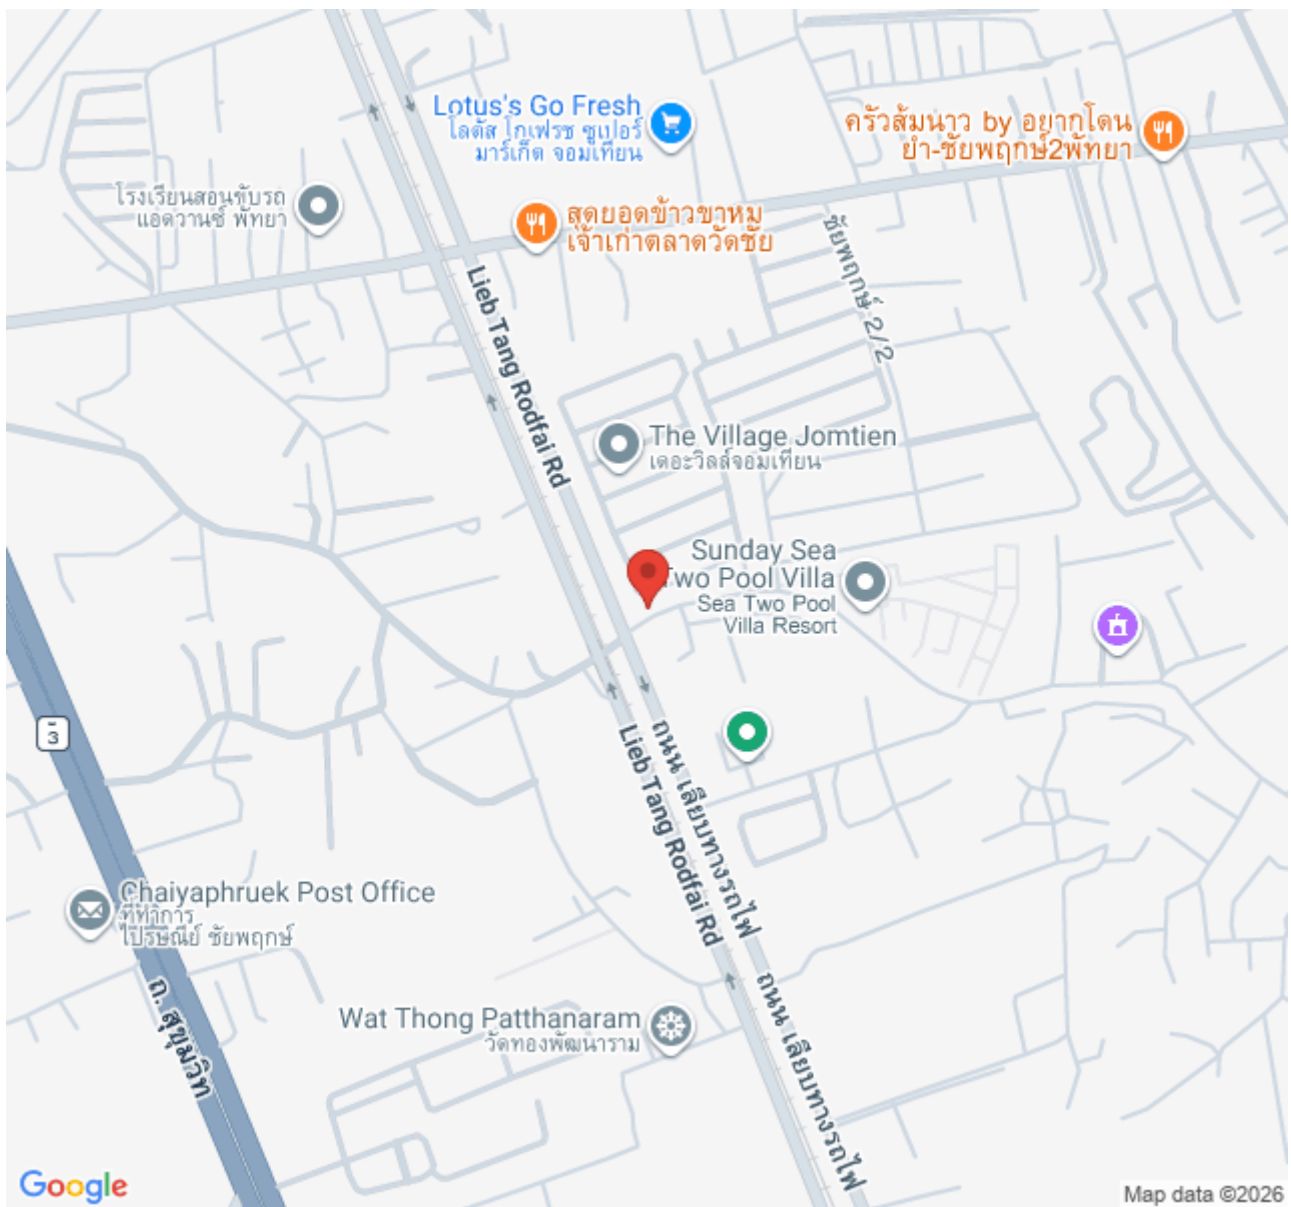 Lotus's Go Fresh
โลตัส โกเฟรช ซูเปอร์
มาร์เก็ต จอมเทียน
ครัวส้มนาว by อยากโดน
ยำ-ชัยพฤกษ์2พัทยา
โรงเรียนสอนขับรถ
แอดวานซ์ พัทยา
สุดยอดข้าวขาหมู
เจ้าเก่าตลาดวัดชัย
ชัยพฤกษ์ 2/2
Lieb Tang Rodfai Rd
The Village Jomtien
เดอะวิลล์จอมเทียน
Sunday Sea
Two Pool Villa
Sea Two Pool
Villa Resort
3
ถนน เลียบทางรถไฟ
Lieb Tang Rodfai Rd
Chaiyaphruek Post Office
ที่ทำการ
ไปรษณีย์ ชัยพฤกษ์
ถ. สุขุมวิท
Wat Thong Patthanaram
วัดทองพัฒนาราม
ถนน เลียบทางรถไฟ
Google
Map data ©2026